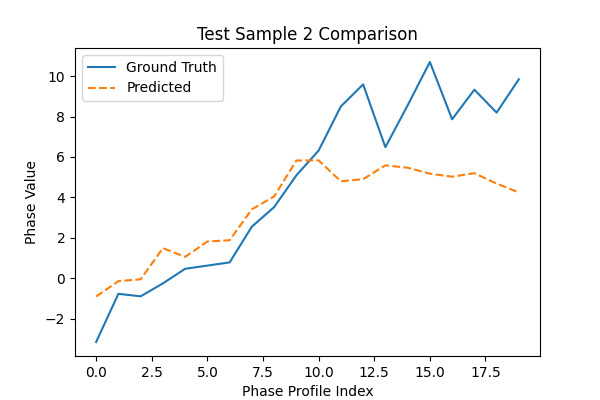 Test Sample 2 Comparison
Ground Truth
Predicted
10
8
6
4
2
0
−2
Phase Value
0.0 2.5 5.0 7.5 10.0 12.5 15.0 17.5
Phase Profile Index